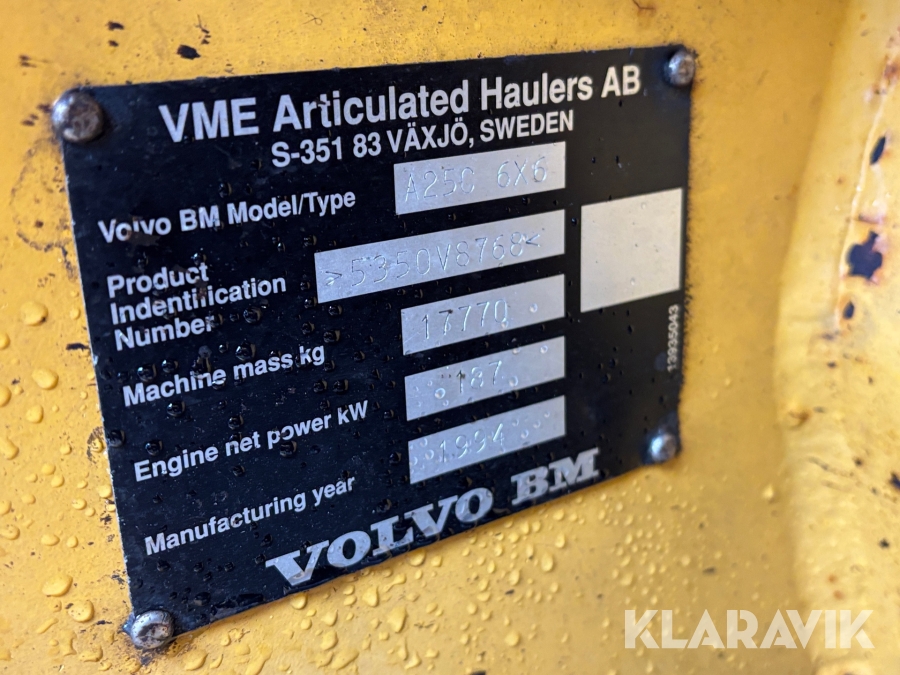 VME Articulated Haulers AB
S-351 83 VÄXJÖ, SWEDEN
Volvo BM Model/Type A25C 6X6
Product
Indentification
Number >5350V8768<
Machine mass kg 17770
Engine net power kW 187
Manufacturing year 1994
VOLVO BM
13935043
KLARAVIK